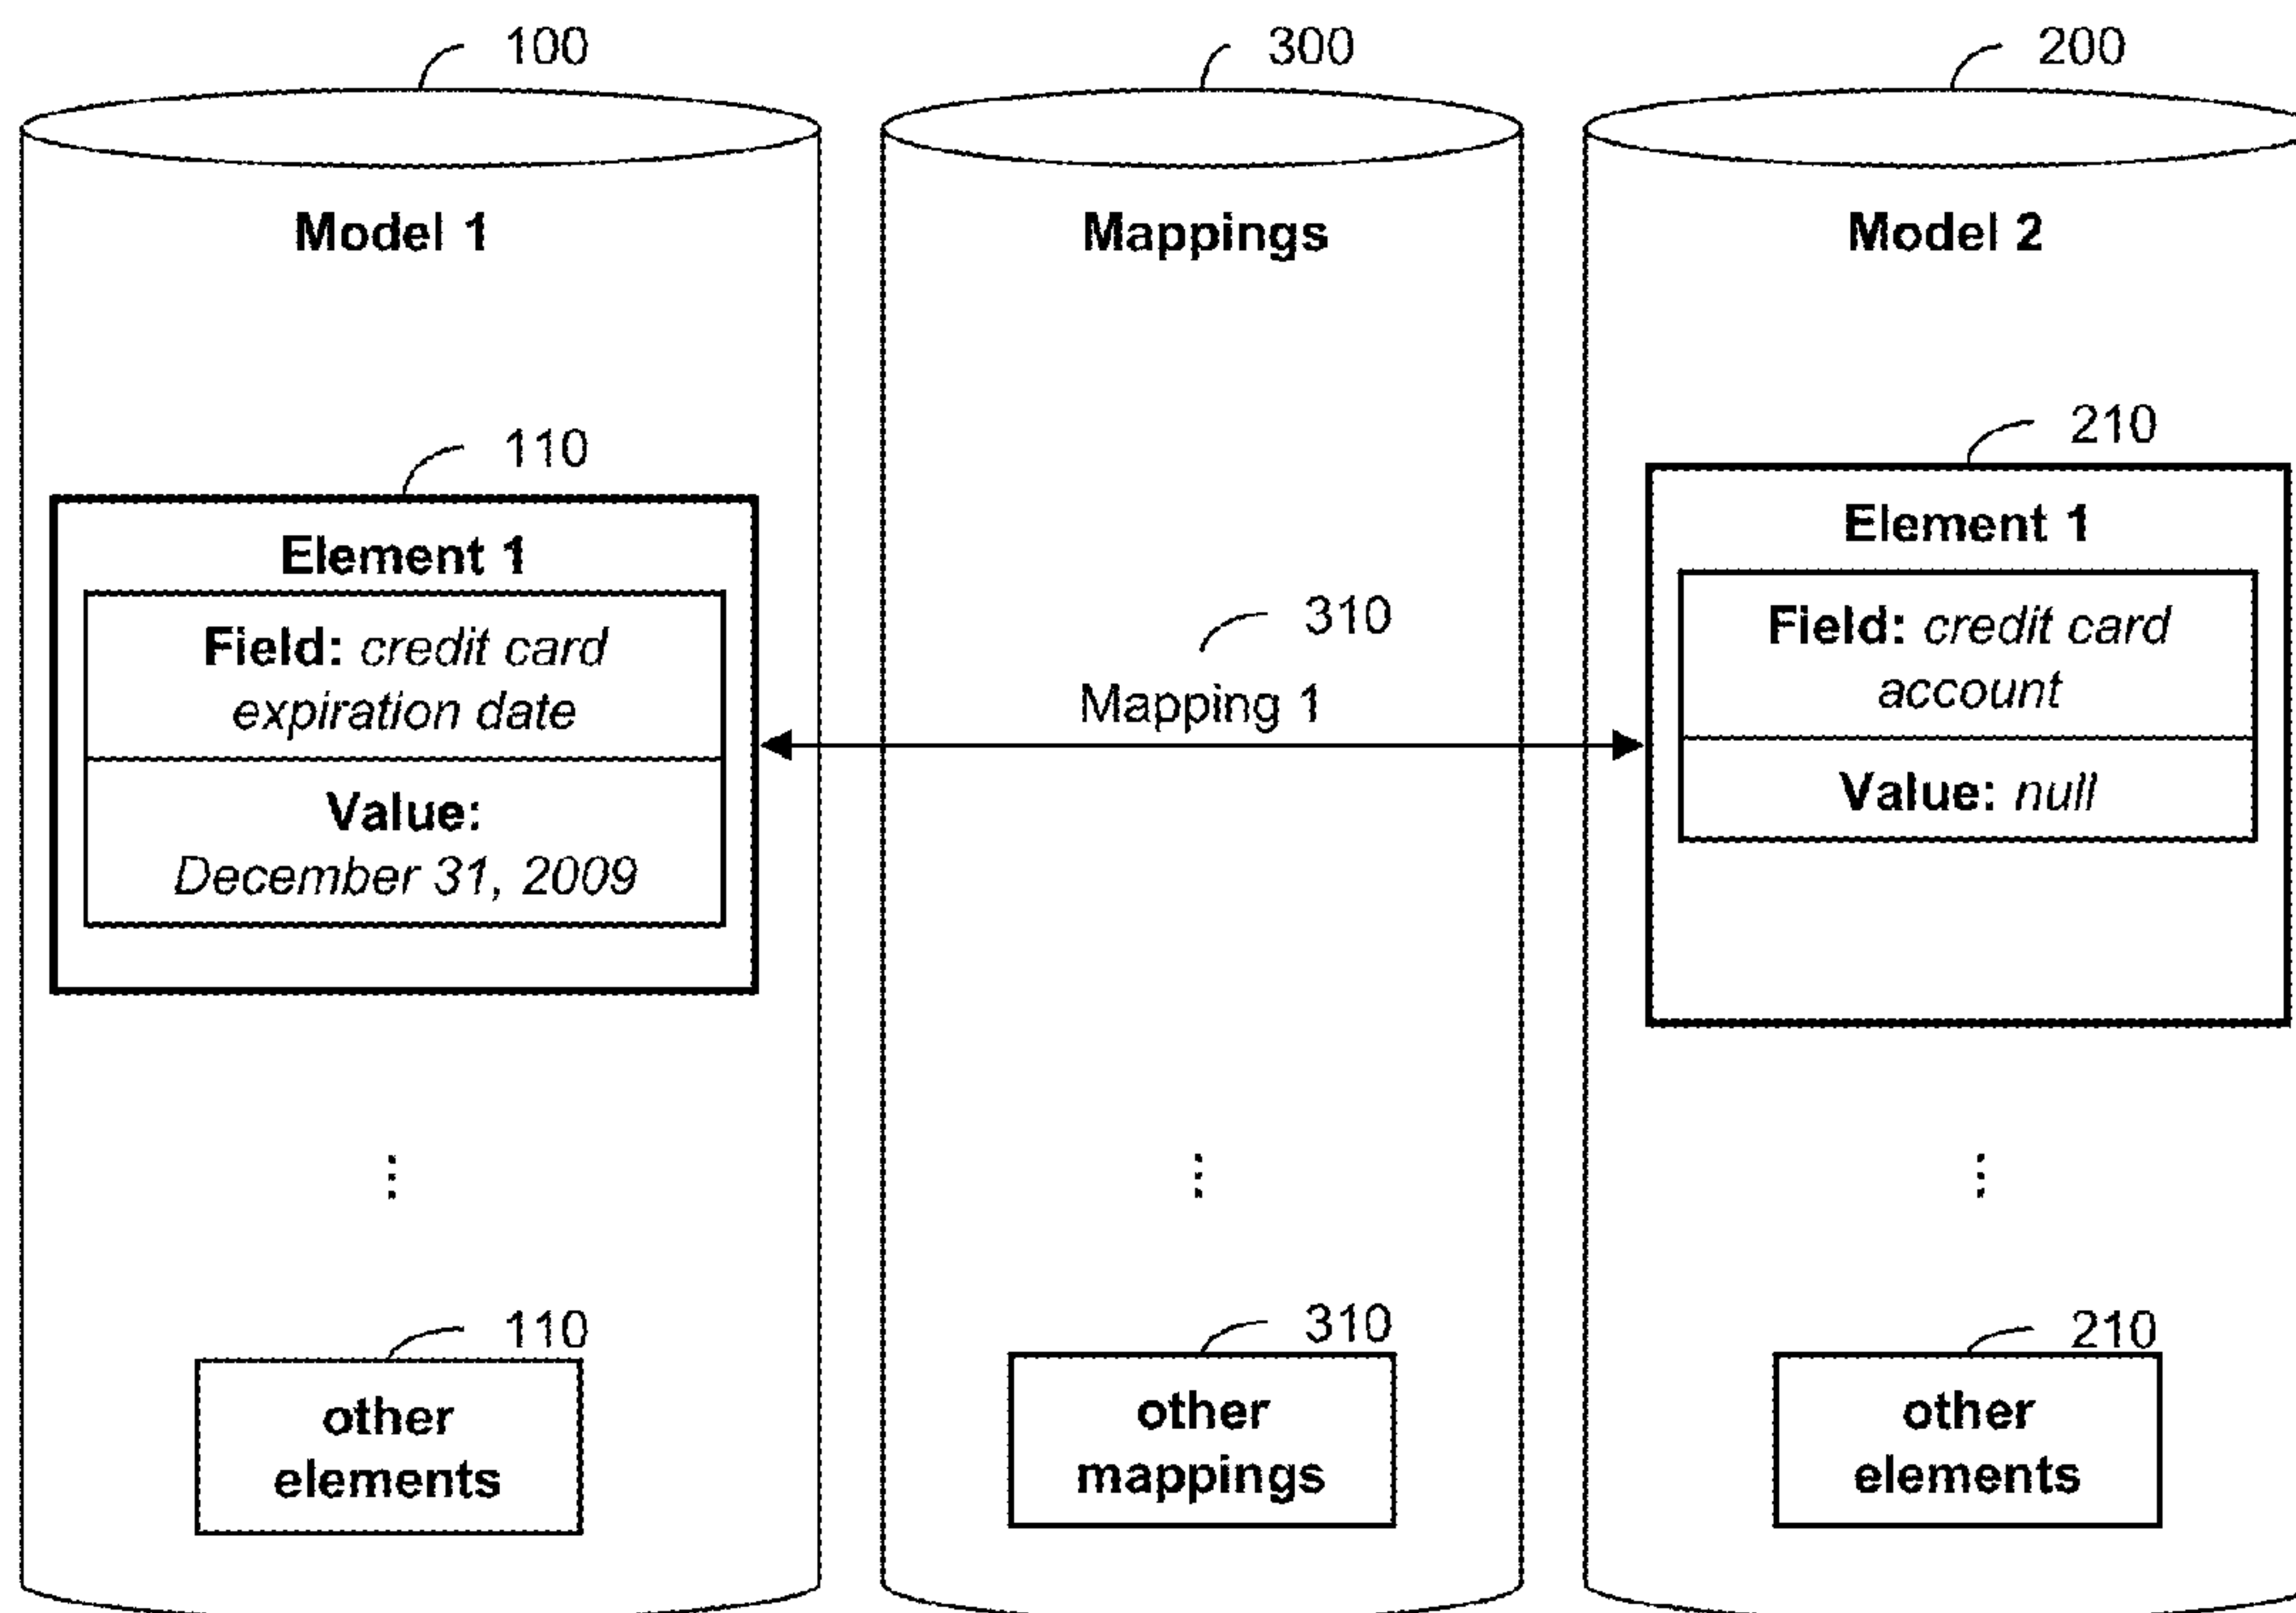 100
300
200
Model 1
Mappings
Model 2
110
Element 1
Field: credit card
expiration date
Value:
December 31, 2009
310
Mapping 1
210
Element 1
Field: credit card
account
Value: null
110
other
elements
310
other
mappings
210
other
elements